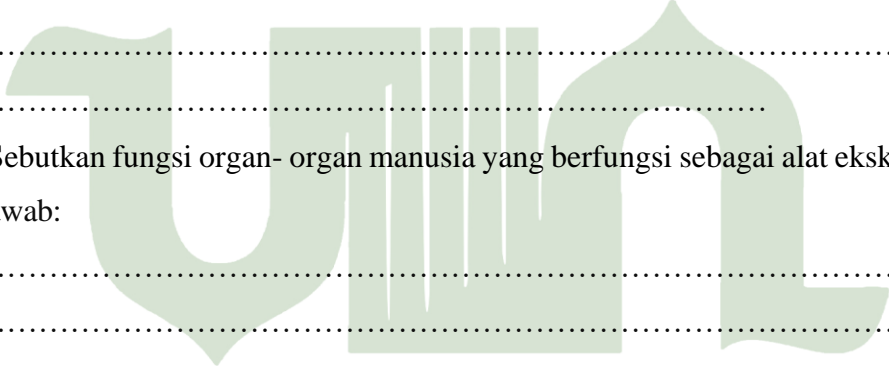 ………………………………………………………………………………
…………………………………………………………………
Sebutkan fungsi organ- organ manusia yang berfungsi sebagai alat eksk
wab:
………………………………………………………………………………
………………………………………………………………………………